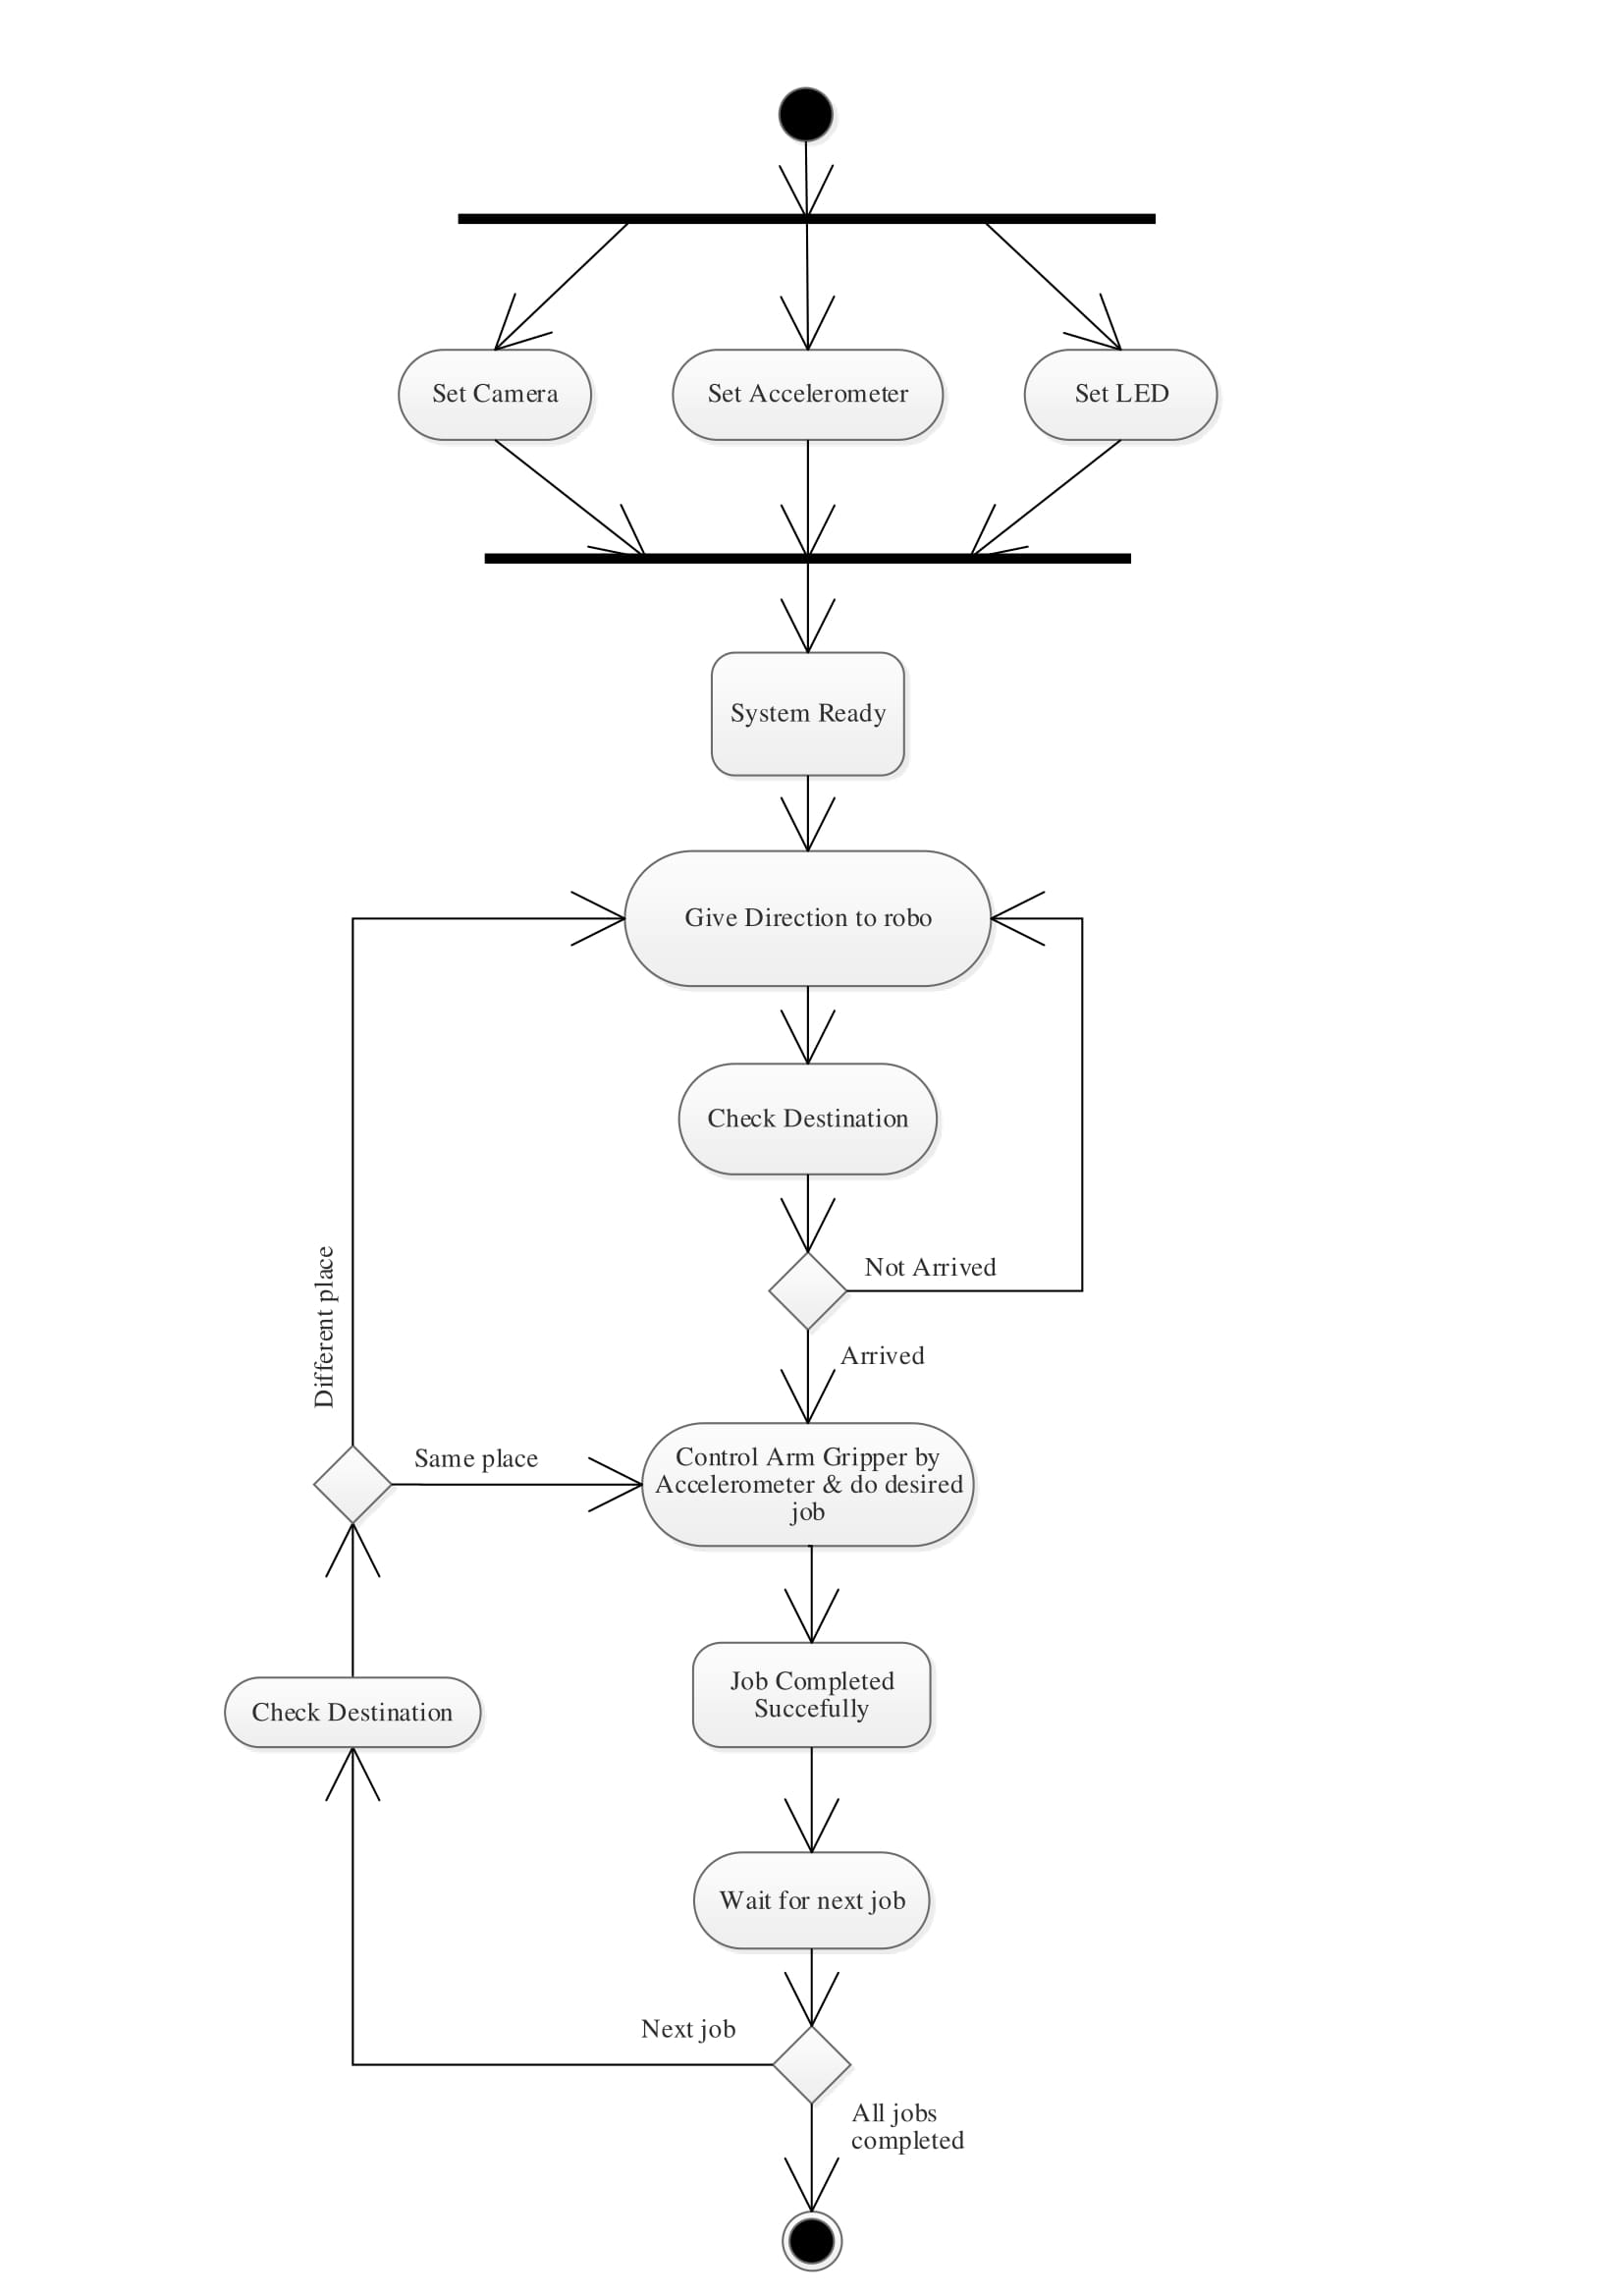 Set Camera
Set Accelerometer
Set LED
System Ready
Give Direction to robo
Check Destination
Not Arrived
Arrived
Different place
Same place
Control Arm Gripper by
Accelerometer & do desired
job
Job Completed
Succefully
Check Destination
Wait for next job
Next job
All jobs
completed